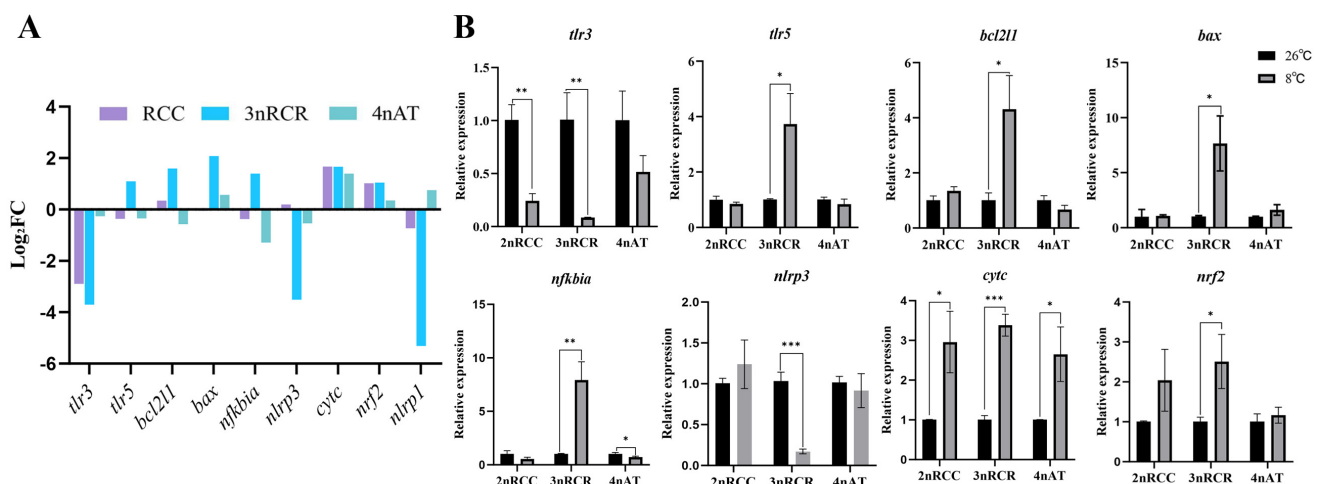 A
RCC 3nRCR 4nAT
Log₂FC
4
2
0
-2
-4
-6
tlr3 tlr5 bcl2l1 bax nfkbia nlrp3 cytc nrf2 nlrp1
B
26℃
8℃
tlr3
Relative expression
1.5
1.0
0.5
0.0
** **
2nRCC 3nRCR 4nAT
tlr5
Relative expression
6
4
2
0
*
2nRCC 3nRCR 4nAT
bcl2l1
Relative expression
6
4
2
0
*
2nRCC 3nRCR 4nAT
bax
Relative expression
15
10
5
0
*
2nRCC 3nRCR 4nAT
nfkbia
Relative expression
15
10
5
0
** *
2nRCC 3nRCR 4nAT
nlrp3
Relative expression
2.0
1.5
1.0
0.5
0.0
***
2nRCC 3nRCR 4nAT
cytc
Relative expression
4
3
2
1
0
* *** *
2nRCC 3nRCR 4nAT
nrf2
Relative expression
4
3
2
1
0
*
2nRCC 3nRCR 4nAT